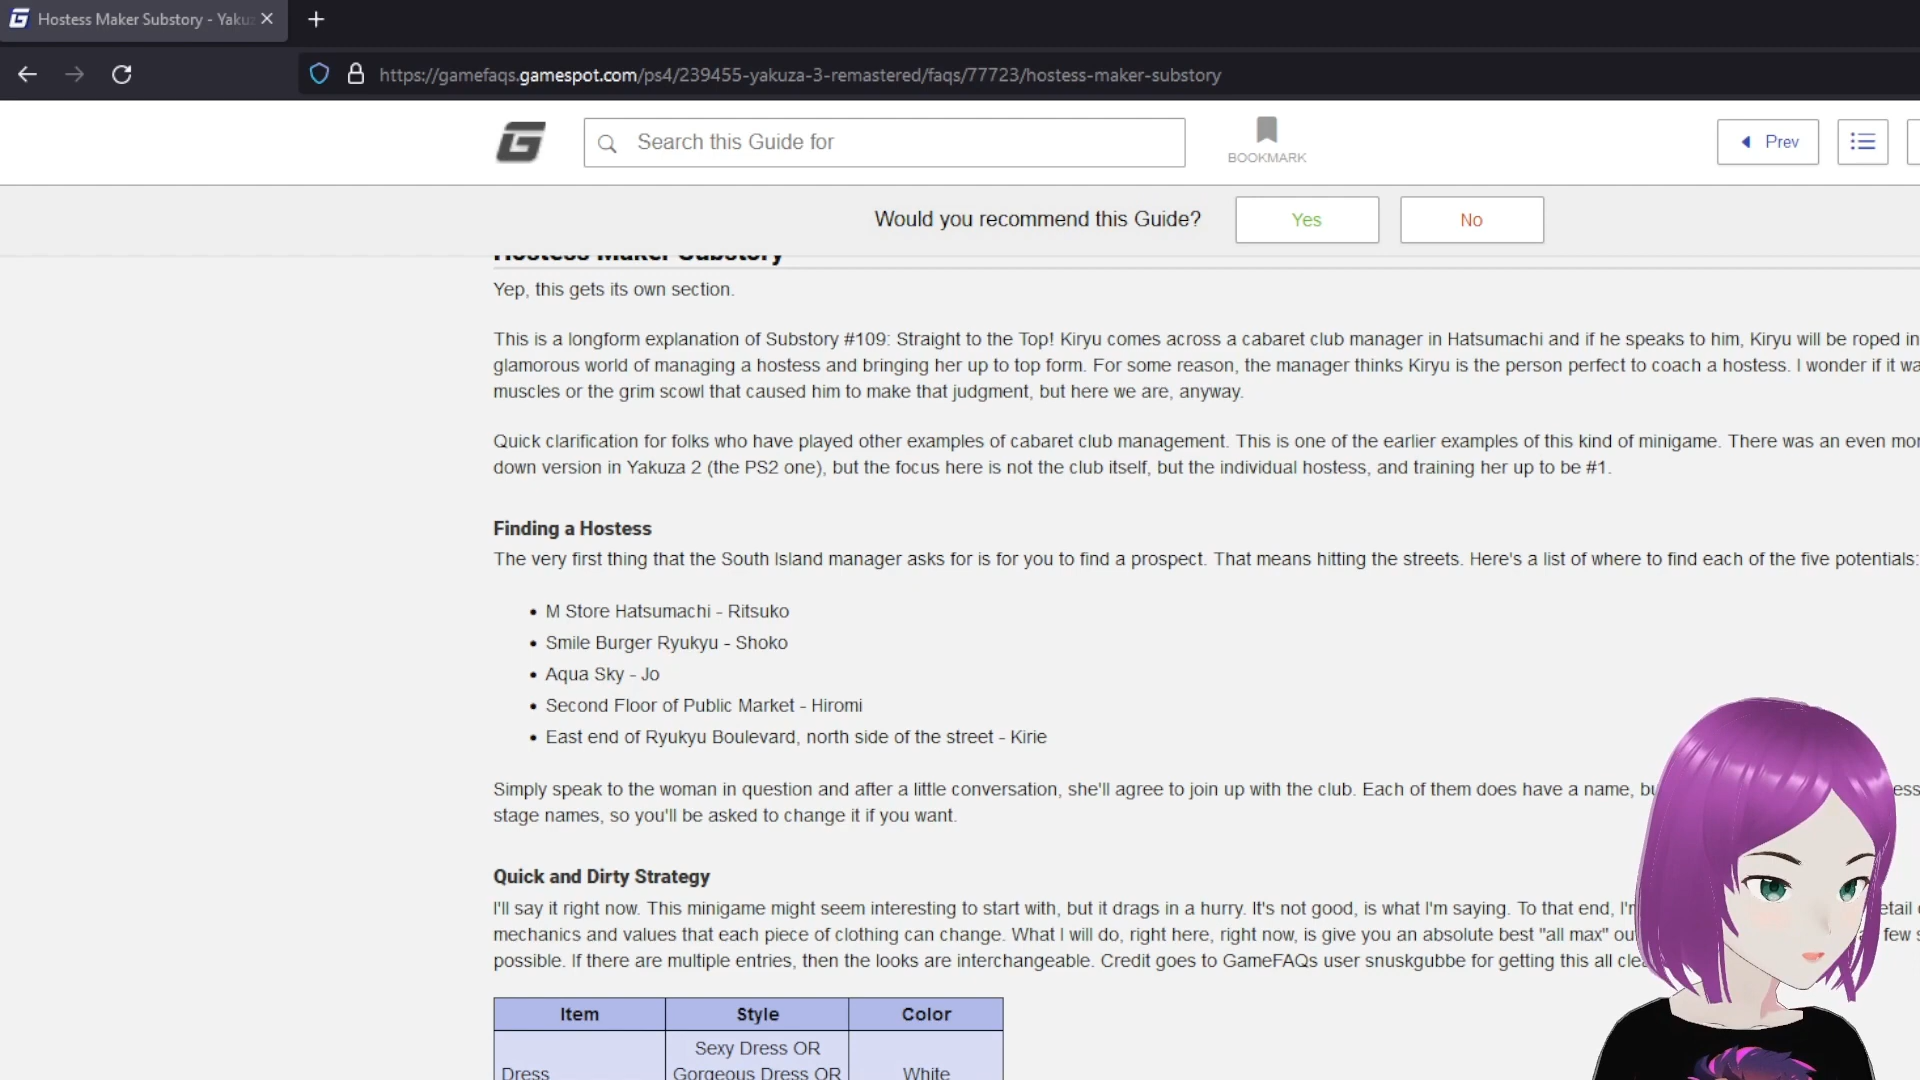 Hostess Maker Substory - Yaku
https://gamefaqs.gamespot.com/ps4/239455-yakuza-3-remastered/faqs/77723/hostess-maker-substory
Search this Guide for
BOOKMARK
Prev
Would you recommend this Guide?
Yes
No
Hostess Maker Substory
Yep, this gets its own section.
This is a longform explanation of Substory #109: Straight to the Top! Kiryu comes across a cabaret club manager in Hatsumachi and if he speaks to him, Kiryu will be roped in
glamorous world of managing a hostess and bringing her up to top form. For some reason, the manager thinks Kiryu is the person perfect to coach a hostess. I wonder if it wa
muscles or the grim scowl that caused him to make that judgment, but here we are, anyway.
Quick clarification for folks who have played other examples of cabaret club management. This is one of the earlier examples of this kind of minigame. There was an even mor
down version in Yakuza 2 (the PS2 one), but the focus here is not the club itself, but the individual hostess, and training her up to be #1.
Finding a Hostess
The very first thing that the South Island manager asks for is for you to find a prospect. That means hitting the streets. Here's a list of where to find each of the five potentials:
• M Store Hatsumachi - Ritsuko
• Smile Burger Ryukyu - Shoko
• Aqua Sky - Jo
• Second Floor of Public Market - Hiromi
• East end of Ryukyu Boulevard, north side of the street - Kirie
Simply speak to the woman in question and after a little conversation, she'll agree to join up with the club. Each of them does have a name, bu ess
stage names, so you'll be asked to change it if you want.
Quick and Dirty Strategy
I'll say it right now. This minigame might seem interesting to start with, but it drags in a hurry. It's not good, is what I'm saying. To that end, I'm etail
mechanics and values that each piece of clothing can change. What I will do, right here, right now, is give you an absolute best "all max" ou few s
possible. If there are multiple entries, then the looks are interchangeable. Credit goes to GameFAQs user snuskgubbe for getting this all clea
Item Style Color
Sexy Dress OR
Dress Gorgeous Dress OR White